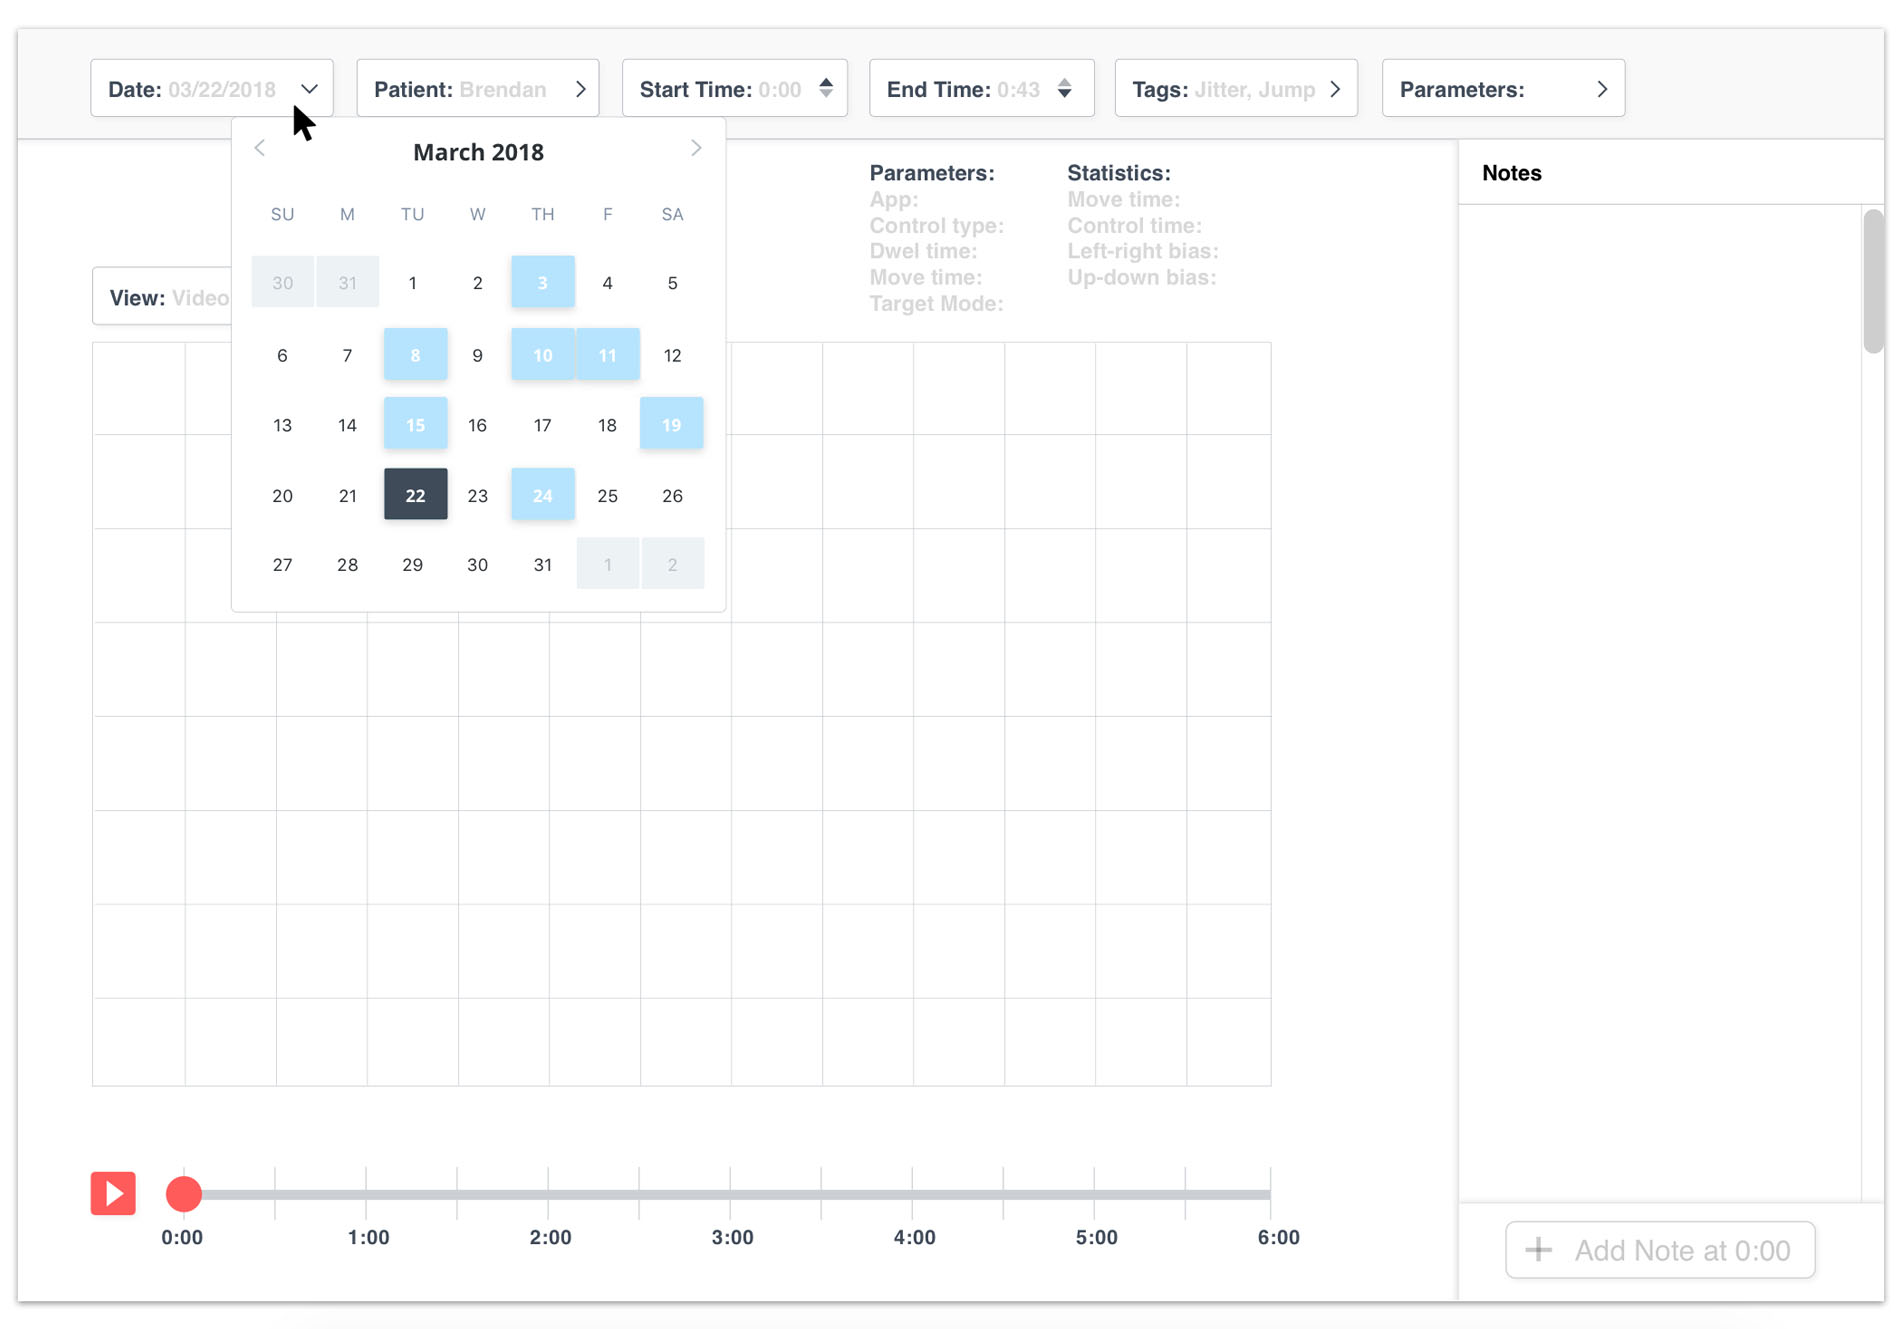 Date: 03/22/2018
Patient: Brendan
Start Time: 0:00
End Time: 0:43
Tags: Jitter, Jump
Parameters:
March 2018
SU M TU W TH F SA
30 31 1 2 3 4 5
6 7 8 9 10 11 12
13 14 15 16 17 18 19
20 21 22 23 24 25 26
27 28 29 30 31 1 2
View: Video
Parameters:
App:
Control type:
Dwel time:
Move time:
Target Mode:
Statistics:
Move time:
Control time:
Left-right bias:
Up-down bias:
Notes
0:00 1:00 2:00 3:00 4:00 5:00 6:00
Add Note at 0:00